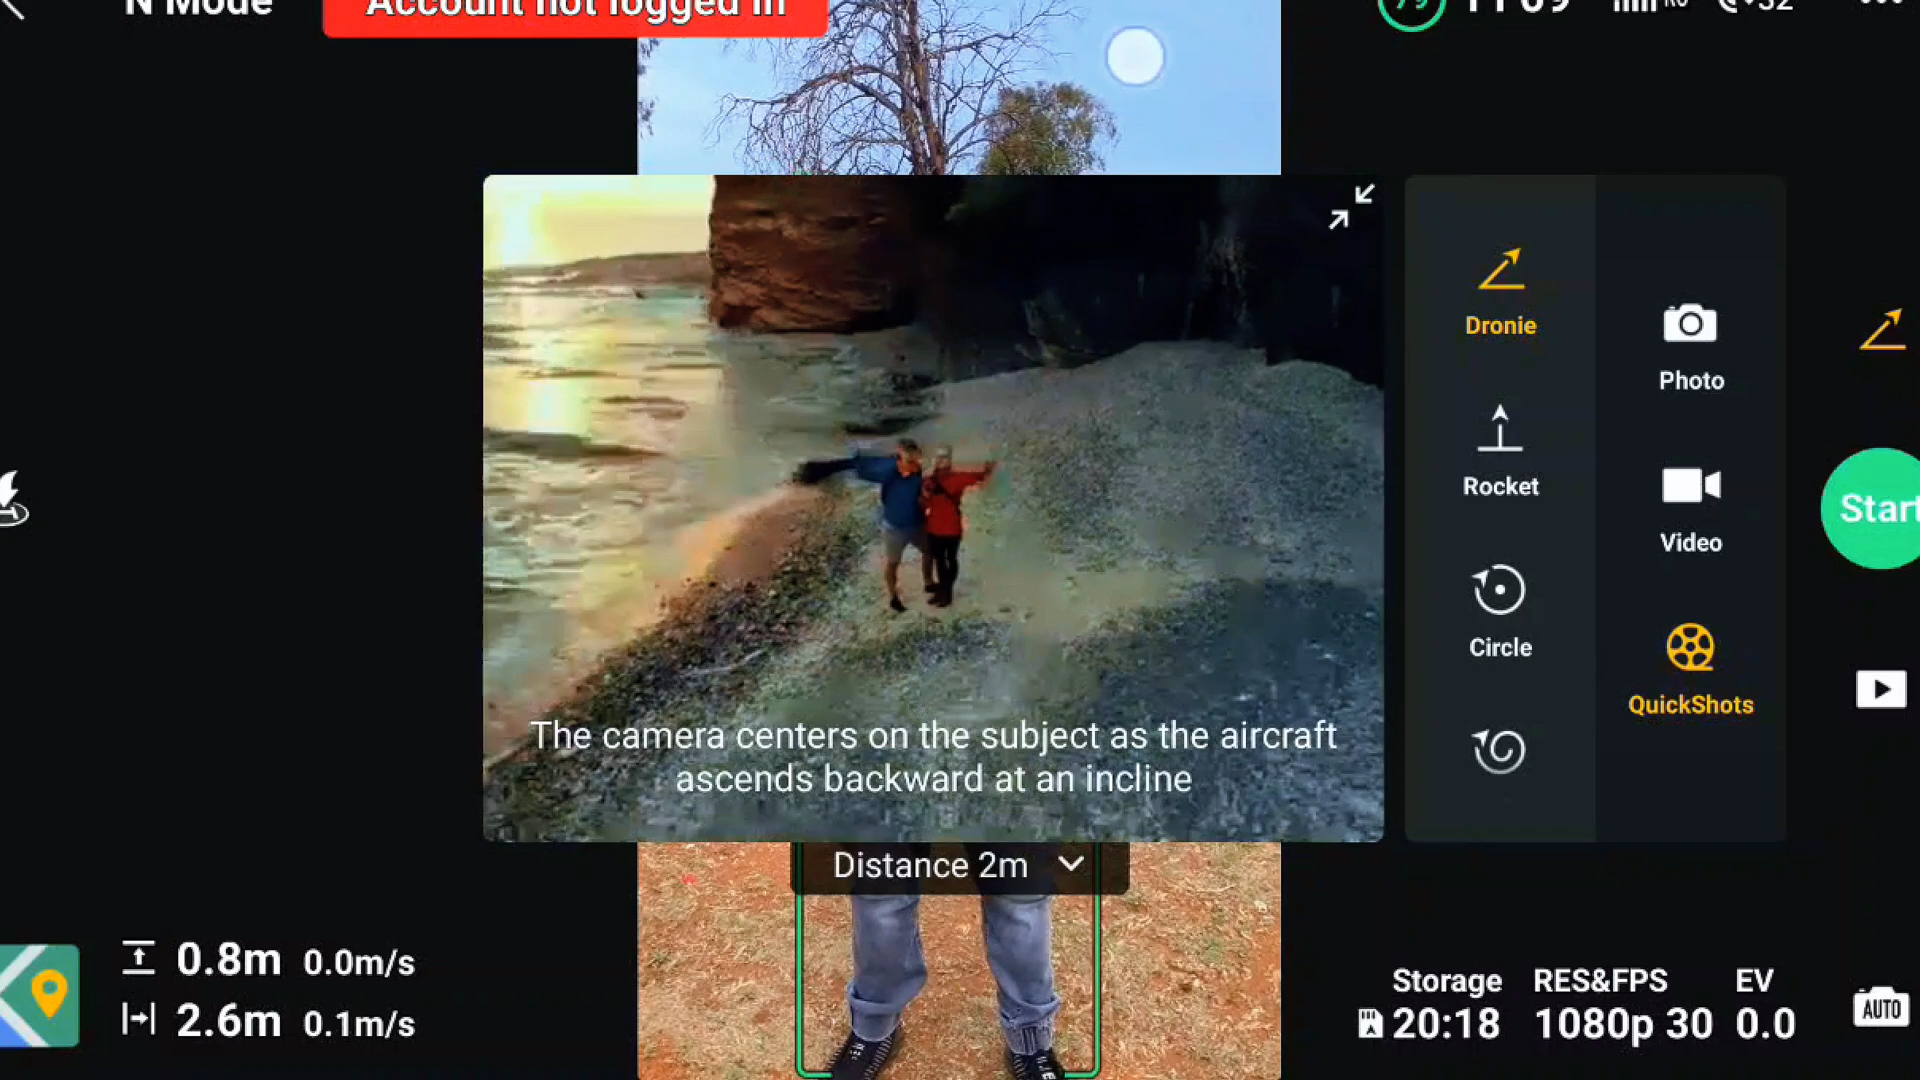 N Mode
Account not logged in
79
32
Dronie
Photo
Rocket
Video
Circle
Start
QuickShots
The camera centers on the subject as the aircraft
ascends backward at an incline
Distance 2m
0.8m 0.0m/s
2.6m 0.1m/s
Storage RES&FPS EV
20:18 1080p 30 0.0
AUTO